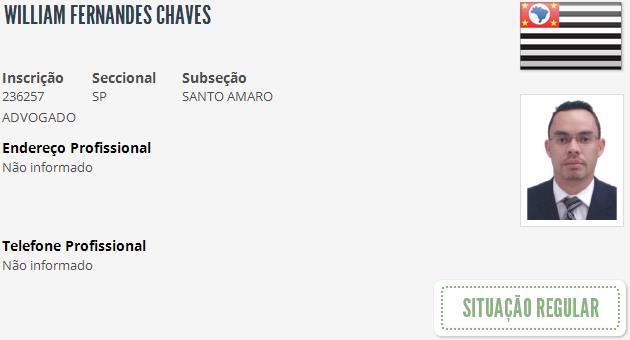 WILLIAM FERNANDES CHAVES
Inscrição Seccional Subseção
236257 SP SANTO AMARO
ADVOGADO
Endereço Profissional
Não informado
Telefone Profissional
Não informado
SITUAÇÃO REGULAR